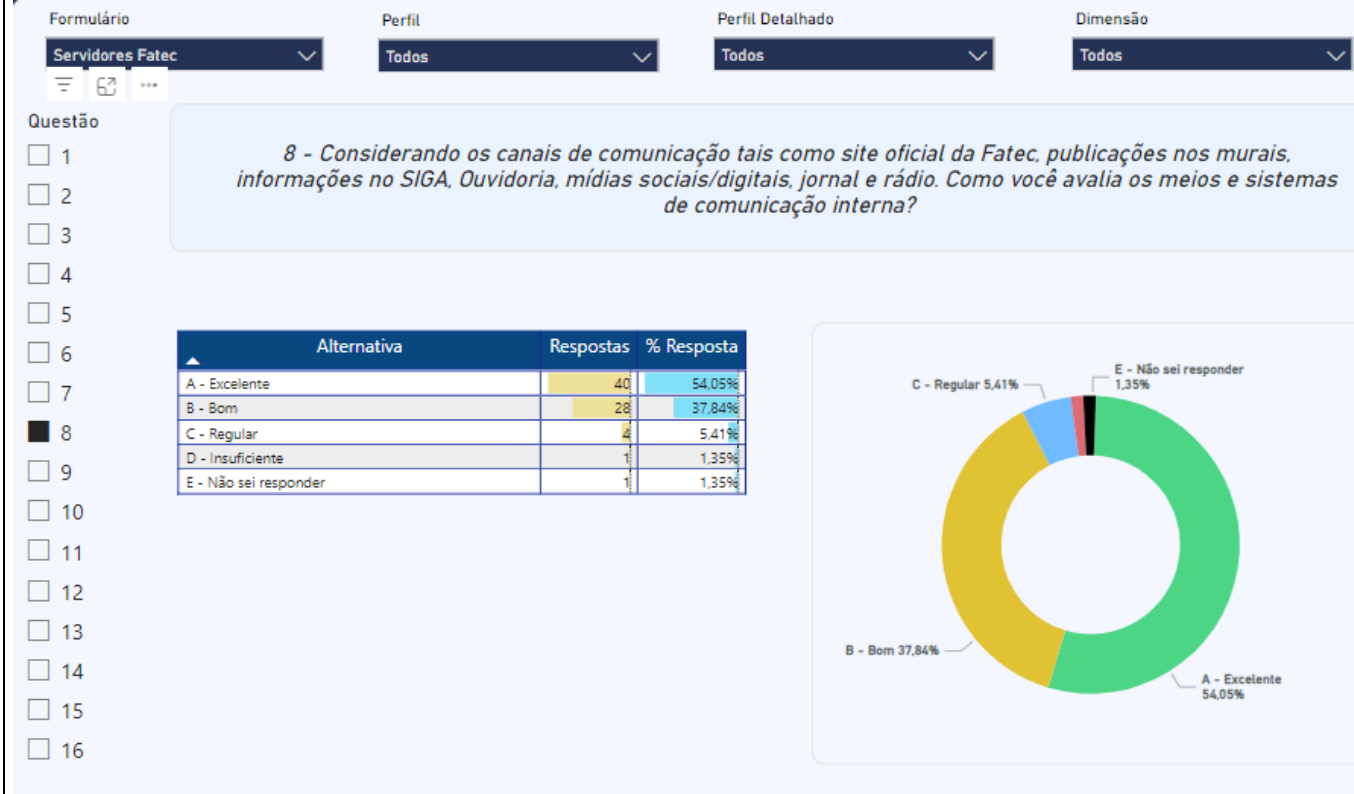 Formulário
Perfil
Perfil Detalhado
Dimensão
Servidores Fatec
Todos
Todos
Todos
Questão
1
2
3
4
5
6
7
8
9
10
11
12
13
14
15
16
8 - Considerando os canais de comunicação tais como site oficial da Fatec, publicações nos murais,
informações no SIGA, Ouvidoria, mídias sociais/digitais, jornal e rádio. Como você avalia os meios e sistemas
de comunicação interna?
Alternativa Respostas % Resposta
A - Excelente 40 54,05%
B - Bom 28 37,84%
C - Regular 4 5,41%
D - Insuficiente 1 1,35%
E - Não sei responder 1 1,35%
C - Regular 5,41%
E - Não sei responder
1,35%
B - Bom 37,84%
A - Excelente
54,05%